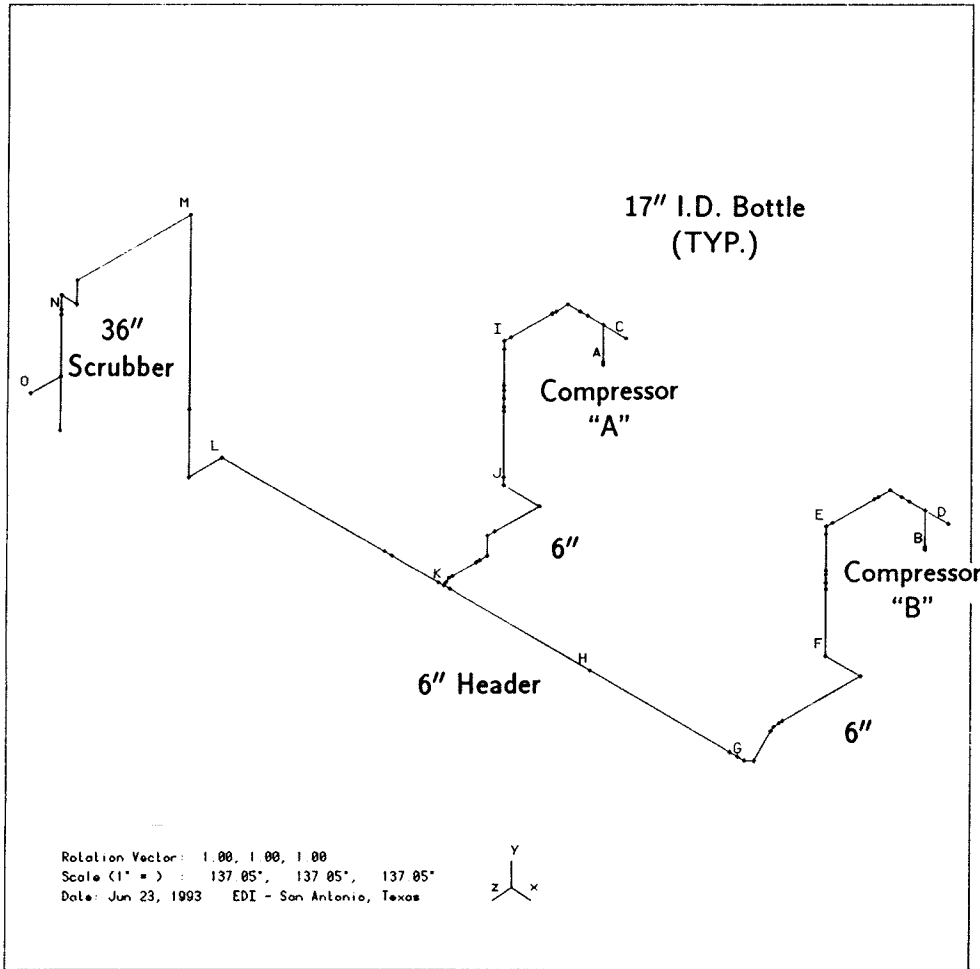 M
17" I.D. Bottle
(TYP.)
N
36"
Scrubber
I
C
A
O
Compressor
"A"
L
J
E
D
B
6"
Compressor
"B"
K
F
H
6" Header
G
6"
Rotation Vector: 1.00, 1.00, 1.00
Scale (1" = ) : 137.05", 137.05", 137.05"
Date: Jun 23, 1993 EDI - San Antonio, Texas
Y
Z X